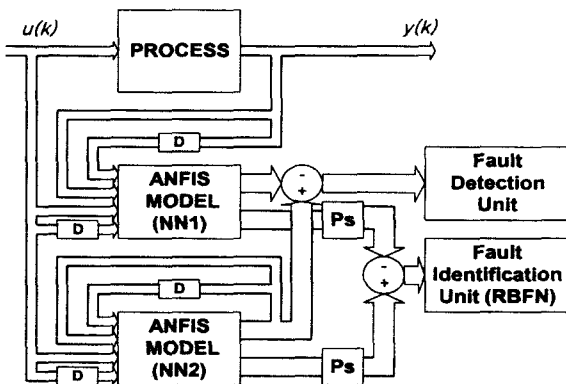 u(k)
y(k)
PROCESS
D
ANFIS
MODEL
(NN1)
D
Fault
Detection
Unit
-
+
Ps
-
+
Fault
Identification
Unit (RBFN)
D
ANFIS
MODEL
(NN2)
D
Ps